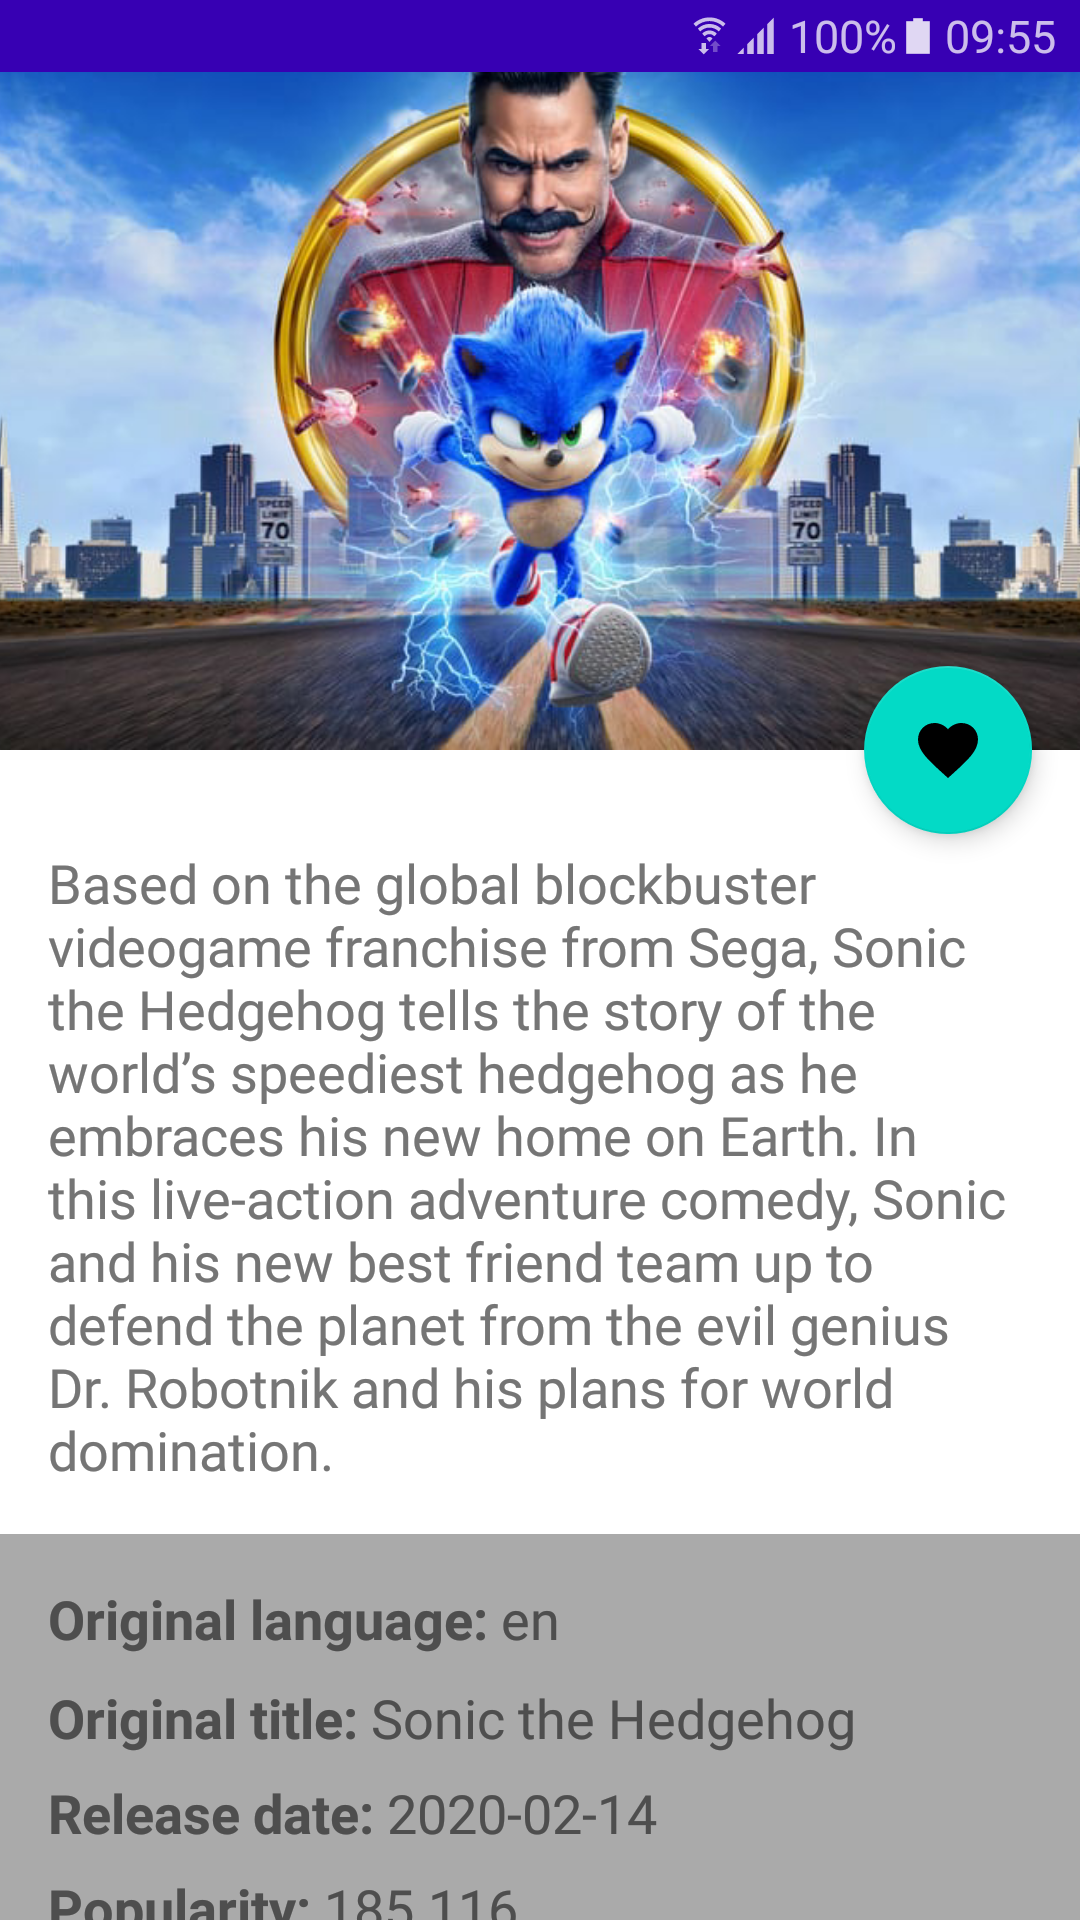 100% 09:55
SPEED LIMIT 70
SPEED LIMIT 70
Based on the global blockbuster
videogame franchise from Sega, Sonic
the Hedgehog tells the story of the
world’s speediest hedgehog as he
embraces his new home on Earth. In
this live-action adventure comedy, Sonic
and his new best friend team up to
defend the planet from the evil genius
Dr. Robotnik and his plans for world
domination.
Original language: en
Original title: Sonic the Hedgehog
Release date: 2020-02-14
Popularity: 185.116